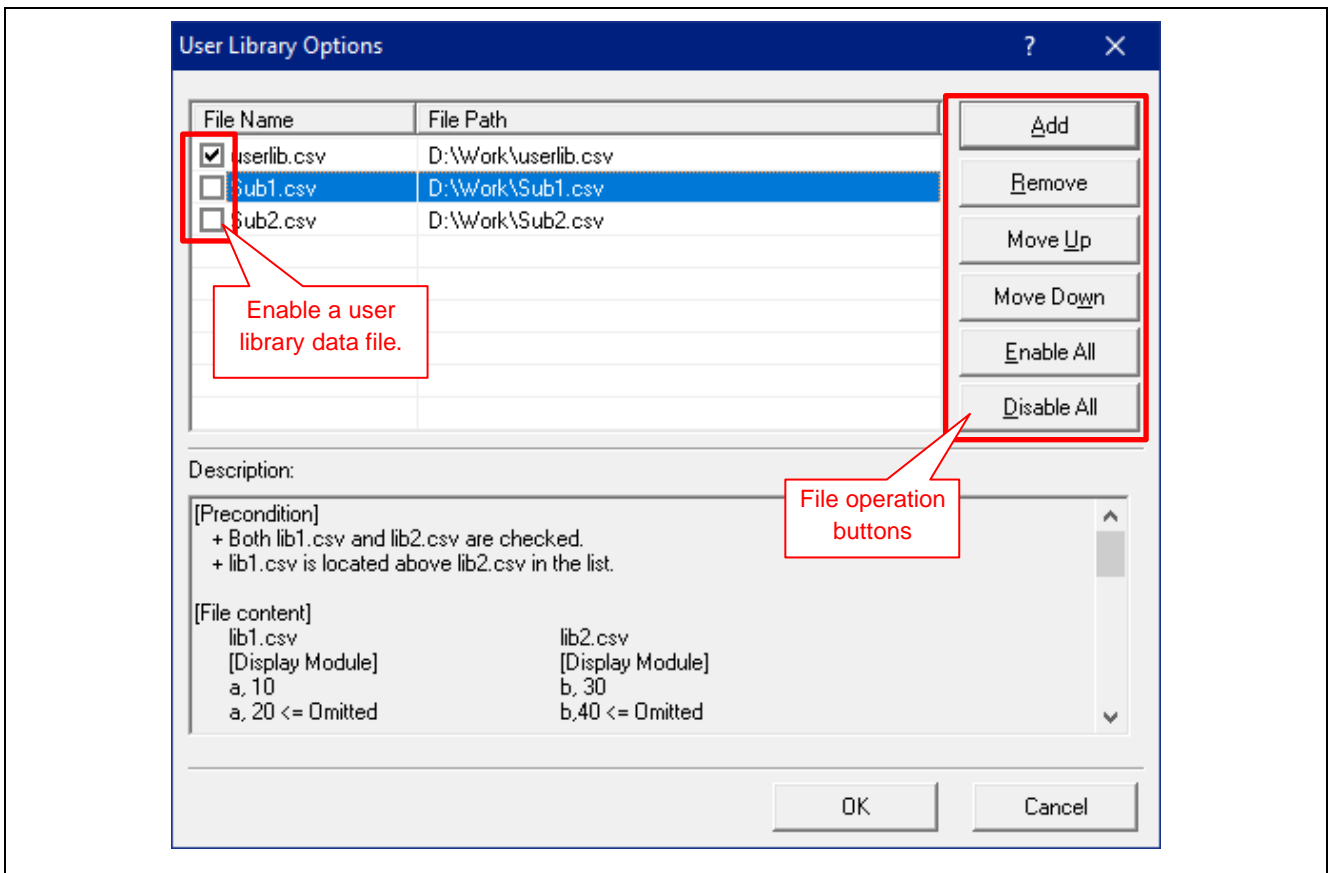 User Library Options ? ×
File Name File Path
userlib.csv D:\Work\userlib.csv
Sub1.csv D:\Work\Sub1.csv
Sub2.csv D:\Work\Sub2.csv
Add
Remove
Move Up
Move Down
Enable All
Disable All
Enable a user
library data file.
File operation
buttons
Description:
[Precondition]
+ Both lib1.csv and lib2.csv are checked.
+ lib1.csv is located above lib2.csv in the list.
[File content]
lib1.csv lib2.csv
[Display Module] [Display Module]
a, 10 b, 30
a, 20 <= Omitted b,40 <= Omitted
OK Cancel